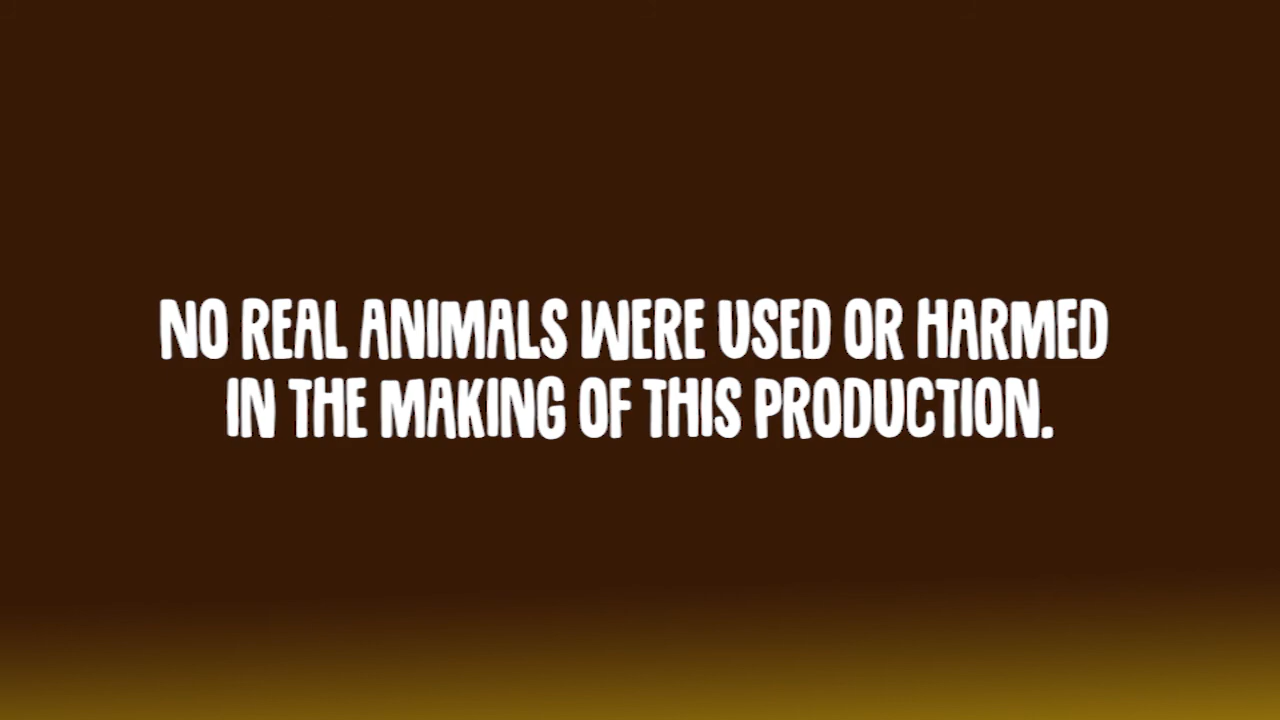 NO REAL ANIMALS WERE USED OR HARMED
IN THE MAKING OF THIS PRODUCTION.